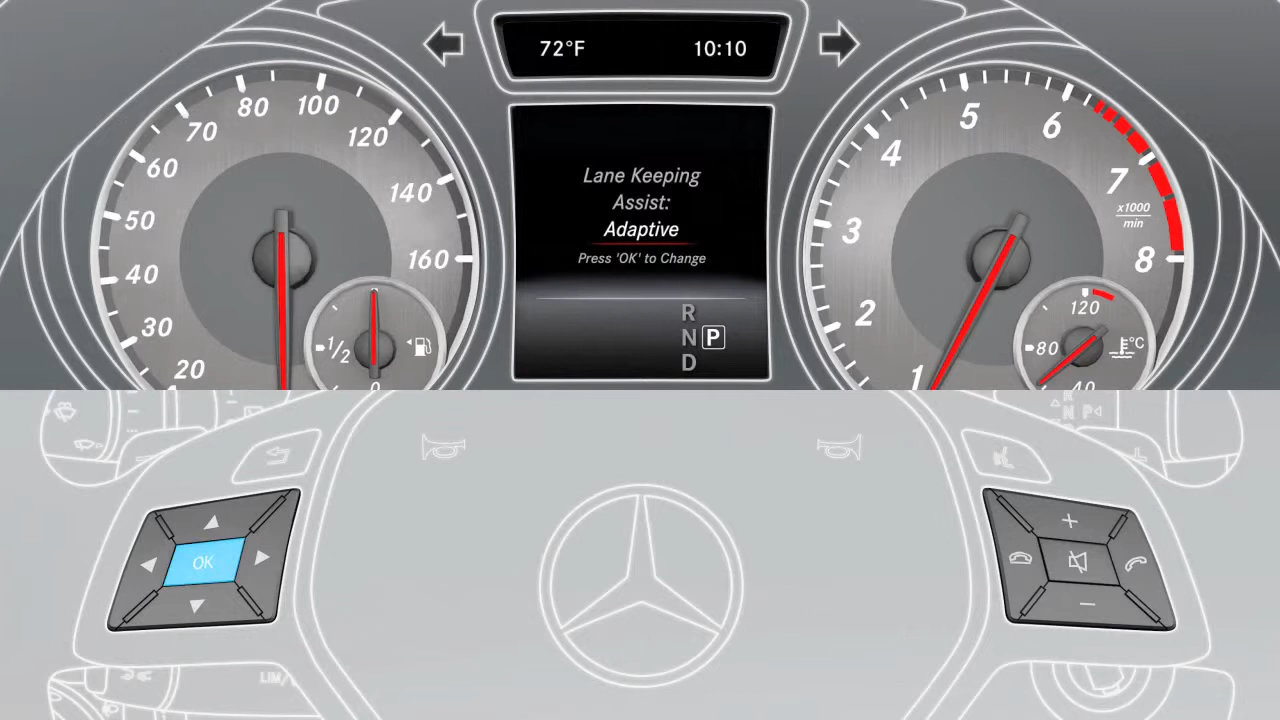 72°F
10:10
80
100
70
120
60
140
50
160
40
30
20
1/2
0
Lane Keeping
Assist:
Adaptive
Press 'OK' to Change
R
N P
D
5
6
4
7
x1000
min
3
8
2
1
120
80
°C
40
OK
+
−
LIM
R
N P